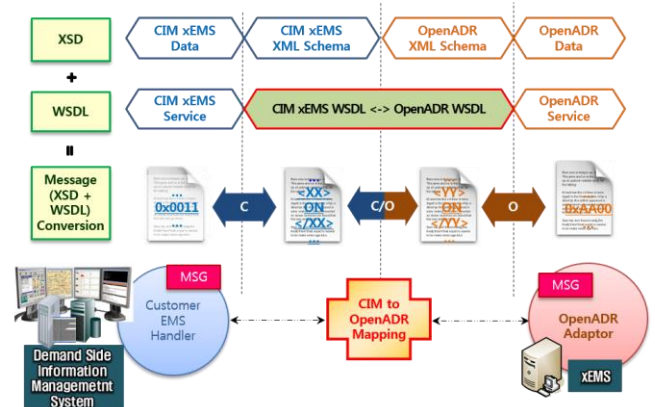 XSD
CIM xEMS
Data
CIM xEMS
XML Schema
OpenADR
XML Schema
OpenADR
Data
+
WSDL
CIM xEMS
Service
CIM xEMS WSDL <-> OpenADR WSDL
OpenADR
Service
=
Message
(XSD +
WSDL)
Conversion
...
0x0011
...
C
...
<XX>
ON
</XX>
...
C/O
...
<YY>
ON
</YY>
...
O
...
0XAA00
...
MSG
Customer
EMS
Handler
CIM to
OpenADR
Mapping
MSG
OpenADR
Adaptor
Demand Side
Information
Managemetnt
System
xEMS